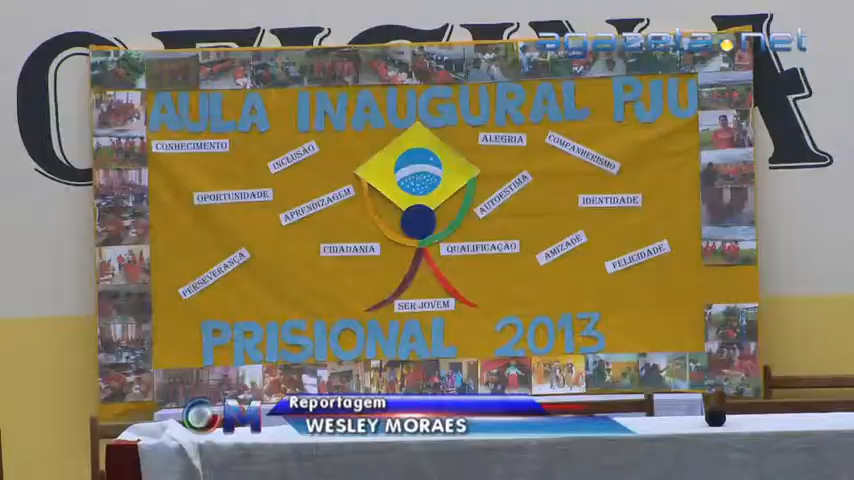 agazeta.net
AULA INAUGURAL PJU
CONHECIMENTO
INCLUSÃO
ALEGRIA
COMPANHERISMO
OPORTUNIDADE
APRENDIZAGEM
AUTOESTIMA
IDENTIDADE
PERSEVERANÇA
CIDADANIA
QUALIFICAÇÃO
AMIZADE
FELICIDADE
SER JOVEM
PRISIONAL 2013
Reportagem
WESLEY MORAES